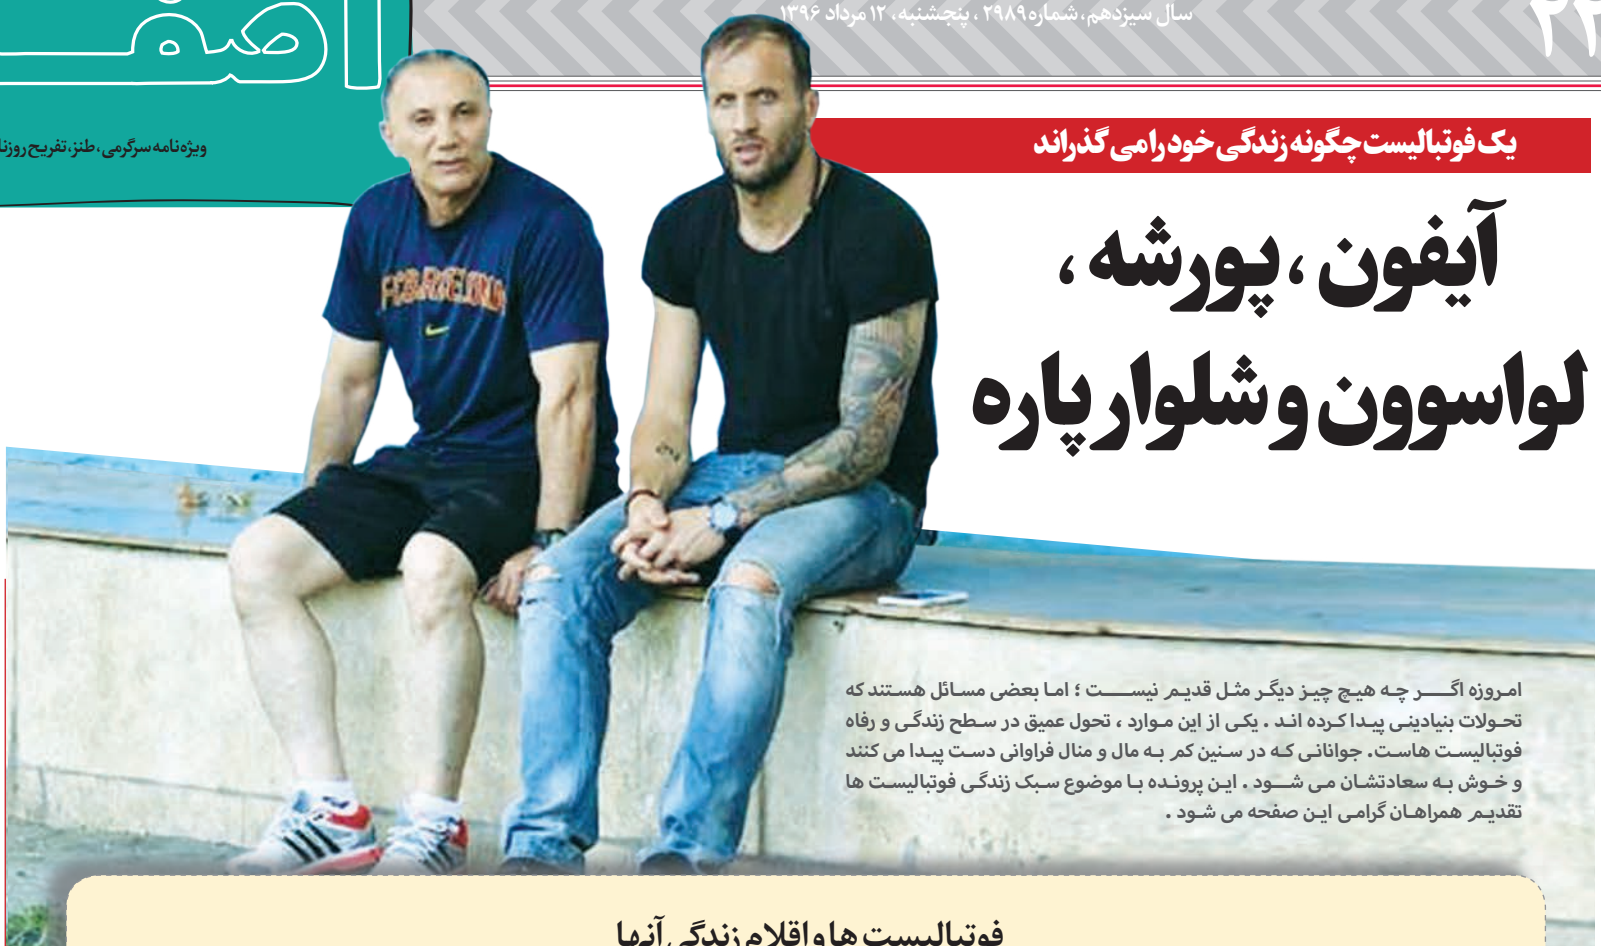 سال سیزدهم، شماره ۲۹۸۹ ، پنجشنبه، ۱۲ مرداد ۱۳۹۶
ویژه‌نامه سرگرمی، طنز، تفریح
یک فوتبالیست چگونه زندگی خود را می گذراند
آیفون ، پورشه ،
لواسوون و شلوار پاره
FCBARCELONA
امروزه اگر چه هیچ چیز دیگر مثل قدیم نیست ؛ اما بعضی مسائل هستند که
تحولات بنیادینی پیدا کرده اند . یکی از این موارد ، تحول عمیق در سطح زندگی و رفاه
فوتبالیست هاست. جوانانی که در سنین کم به مال و منال فراوانی دست پیدا می کنند
و خوش به سعادتشان می شود . این پرونده با موضوع سبک زندگی فوتبالیست ها
تقدیم همراهان گرامی این صفحه می شود .
فوتبالیست ها و اقلام زندگی آنها